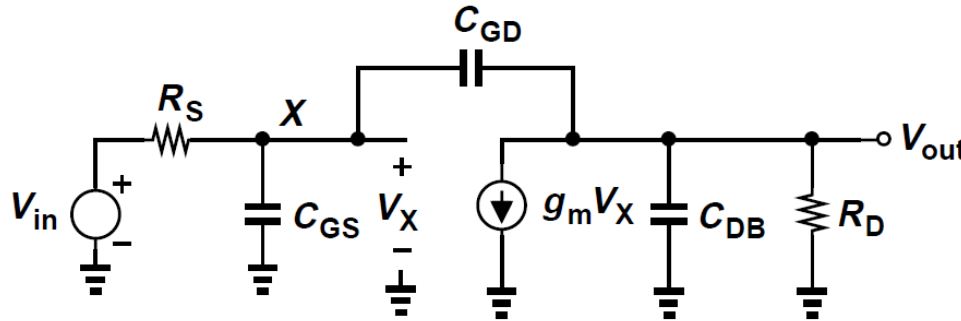 C_GD
R_S
X
V_in
+
−
C_GS
+
V_X
−
g_mV_X
C_DB
R_D
V_out